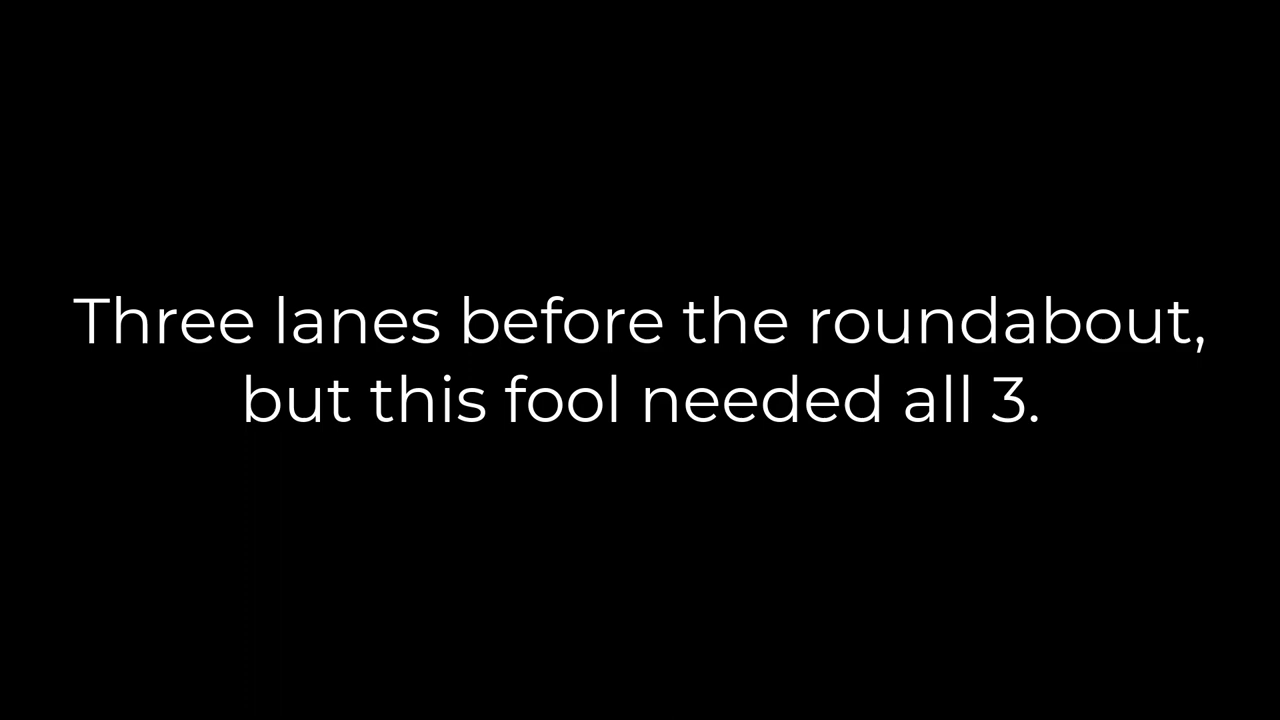 Three lanes before the roundabout,
but this fool needed all 3.